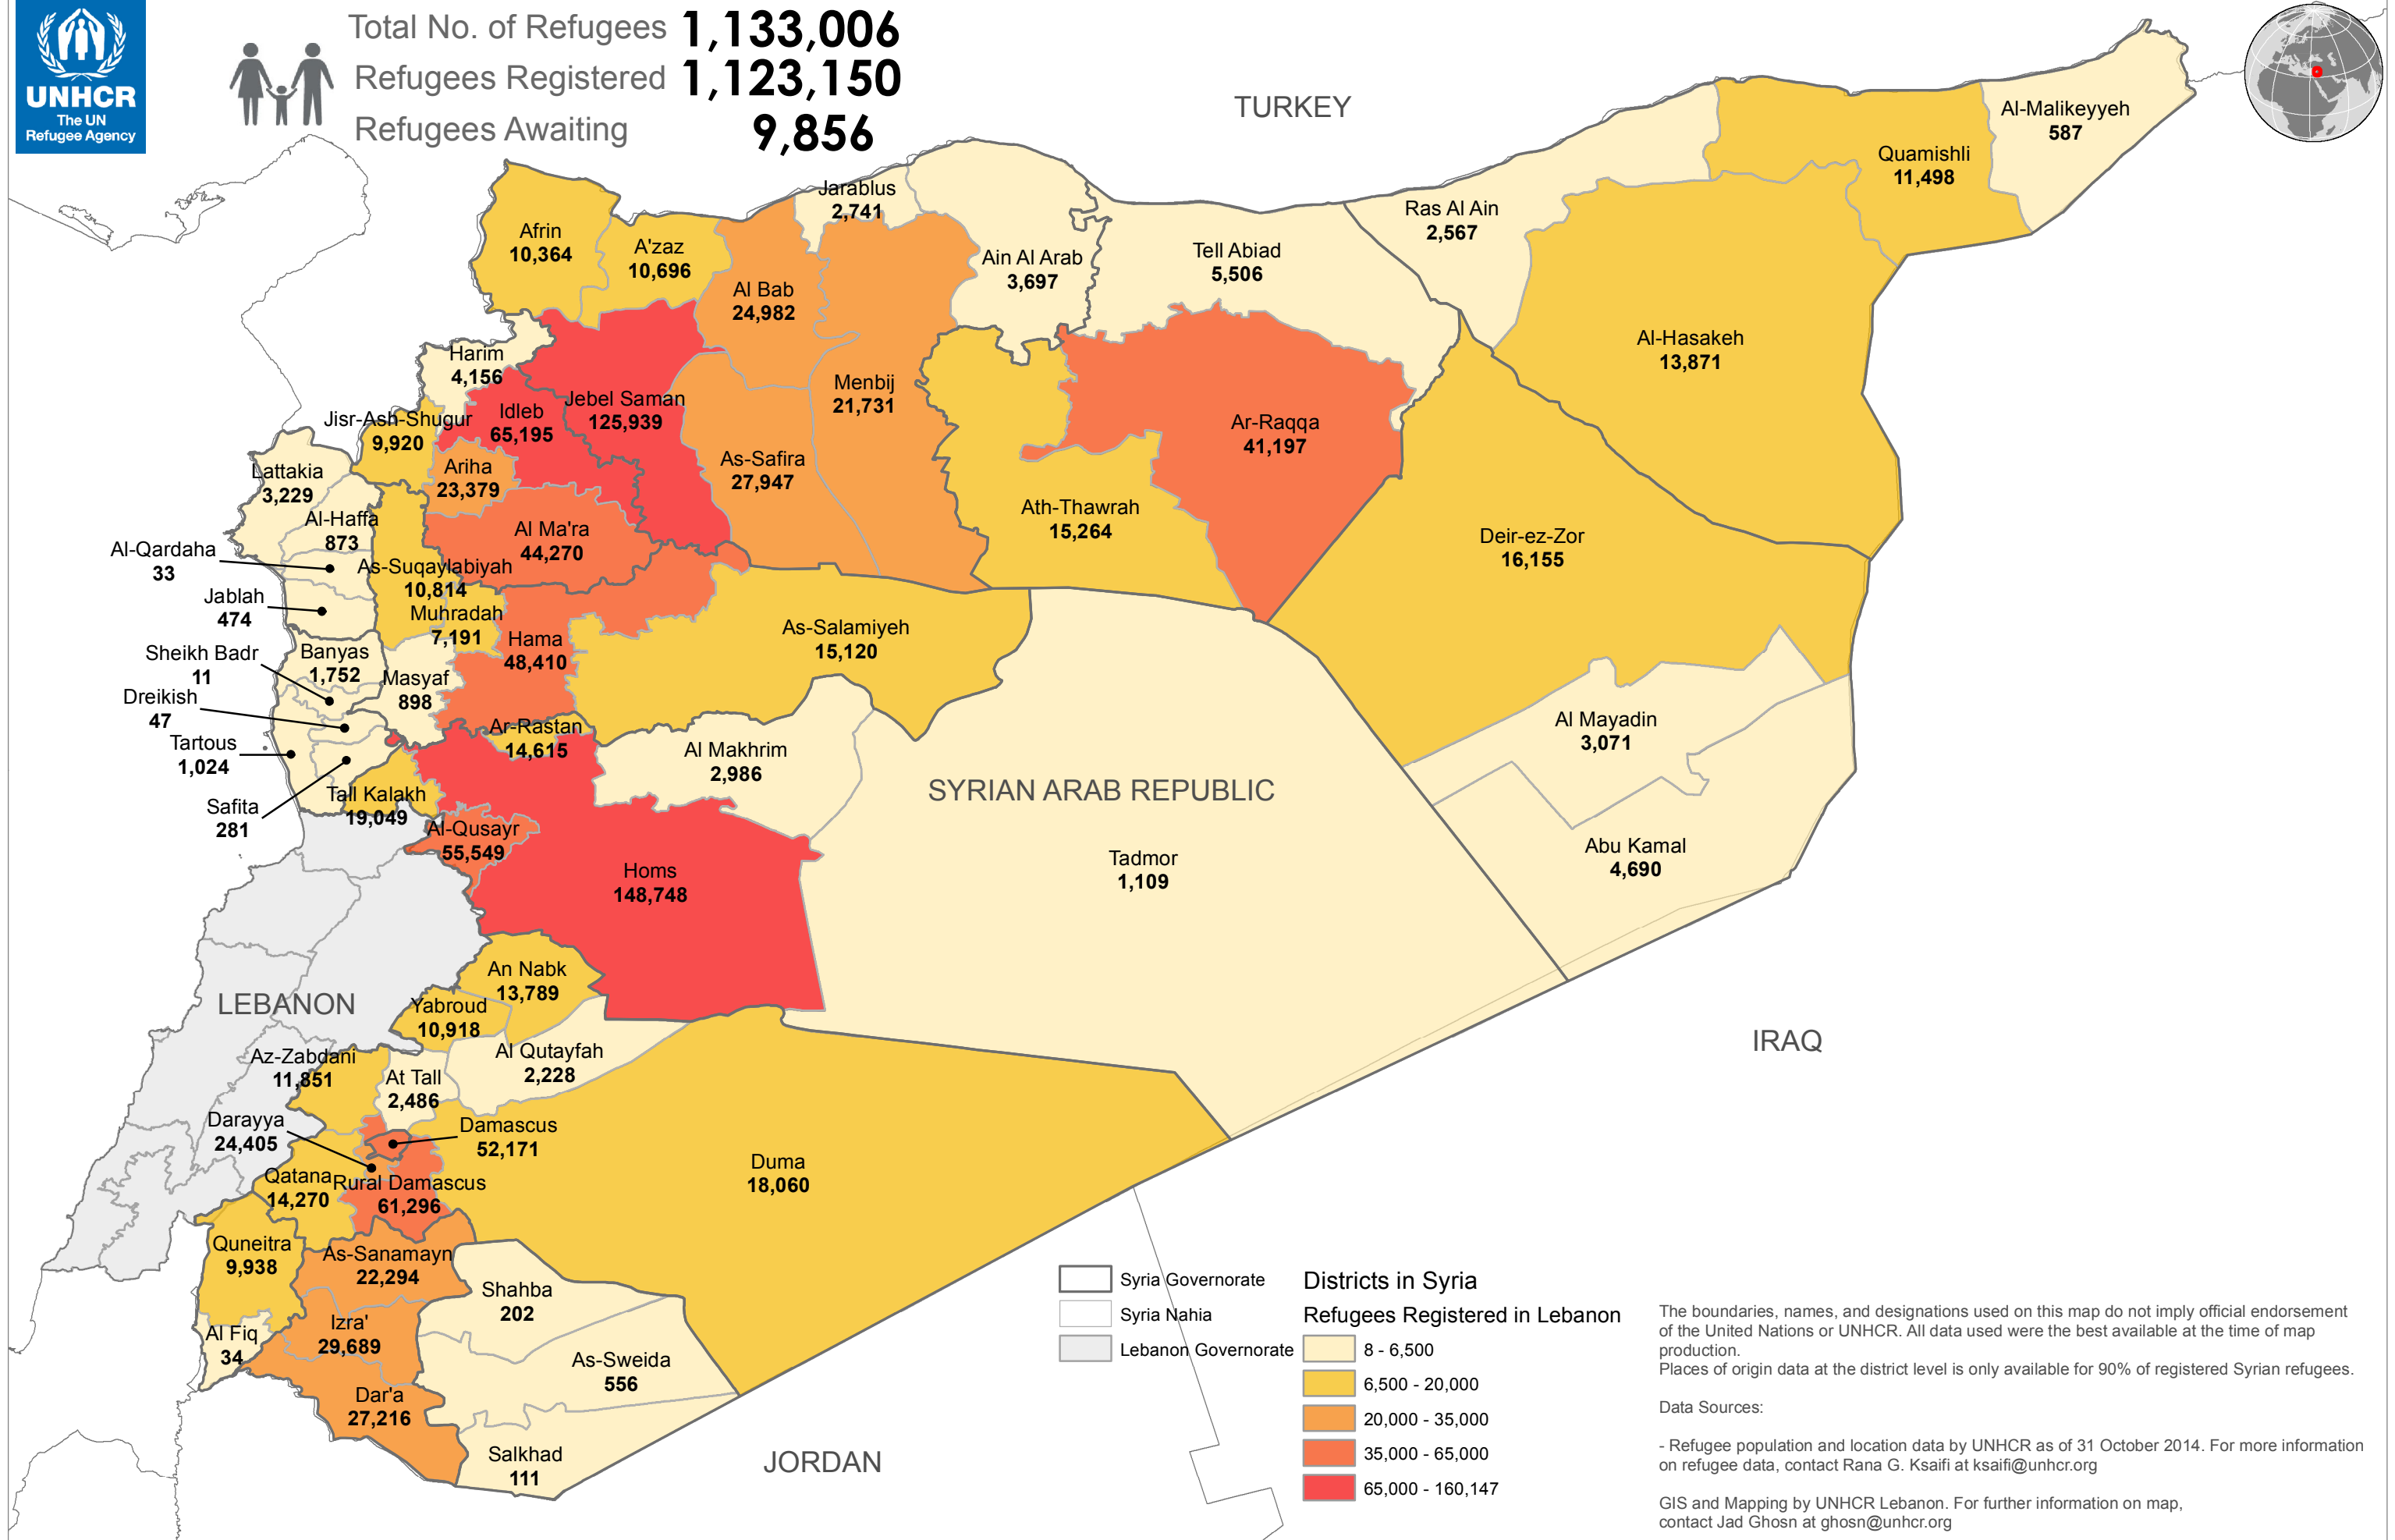 UNHCR
The UN
Refugee Agency
Total No. of Refugees 1,133,006
Refugees Registered 1,123,150
Refugees Awaiting 9,856
TURKEY
Al-Malikeyyeh
587
Quamishli
11,498
Jarablus
2,741
Ras Al Ain
2,567
Afrin
10,364
A'zaz
10,696
Ain Al Arab
3,697
Tell Abiad
5,506
Al Bab
24,982
Al-Hasakeh
13,871
Harim
4,156
Jebel Saman
125,939
Menbij
21,731
Idleb
65,195
Jisr-Ash-Shugur
9,920
Ar-Raqqa
41,197
Ariha
23,379
As-Safira
27,947
Lattakia
3,229
Al-Haffa
873
Al Ma'ra
44,270
Ath-Thawrah
15,264
Deir-ez-Zor
16,155
Al-Qardaha
33
As-Suqaylabiyah
10,814
Jablah
474
Muhradah
7,191
Hama
48,410
As-Salamiyeh
15,120
Sheikh Badr
11
Banyas
1,752
Masyaf
898
Dreikish
47
Ar-Rastan
14,615
Al Mayadin
3,071
Tartous
1,024
Al Makhrim
2,986
SYRIAN ARAB REPUBLIC
Safita
281
Tall Kalakh
19,049
Al-Qusayr
55,549
Abu Kamal
4,690
Tadmor
1,109
Homs
148,748
An Nabk
13,789
LEBANON
Yabroud
10,918
IRAQ
Az-Zabdani
11,851
Al Qutayfah
2,228
At Tall
2,486
Darayya
24,405
Damascus
52,171
Duma
18,060
Qatana
14,270
Rural Damascus
61,296
Quneitra
9,938
As-Sanamayn
22,294
Shahba
202
Al Fiq
34
Izra'
29,689
As-Sweida
556
Dar'a
27,216
Salkhad
111
JORDAN
Syria Governorate
Syria Nahia
Lebanon Governorate
Districts in Syria
Refugees Registered in Lebanon
8 - 6,500
6,500 - 20,000
20,000 - 35,000
35,000 - 65,000
65,000 - 160,147
The boundaries, names, and designations used on this map do not imply official endorsement
of the United Nations or UNHCR. All data used were the best available at the time of map
production.
Places of origin data at the district level is only available for 90% of registered Syrian refugees.
Data Sources:
- Refugee population and location data by UNHCR as of 31 October 2014. For more information
on refugee data, contact Rana G. Ksaifi at ksaifi@unhcr.org
GIS and Mapping by UNHCR Lebanon. For further information on map,
contact Jad Ghosn at ghosn@unhcr.org